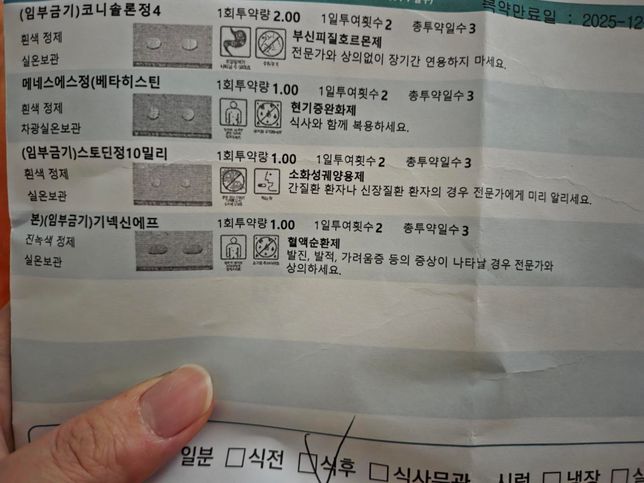 복약만료일 : 2025-12
(임부금기)코니솔론정4 1회투약량 2.00 1일투여횟수2 총투약일수3
흰색 정제 부신피질호르몬제
실온보관 전문가와 상의없이 장기간 연용하지 마세요.
메네스에스정(베타히스틴 1회투약량 1.00 1일투여횟수2 총투약일수3
흰색 정제 현기증완화제
차광실온보관 식사와 함께 복용하세요.
(임부금기)스토딘정10밀리 1회투약량 1.00 1일투여횟수2 총투약일수3
흰색 정제 소화성궤양용제
실온보관 간질환 환자나 신장질환 환자의 경우 전문가에게 미리 알리세요.
본)(임부금기)기넥신에프 1회투약량 1.00 1일투여횟수2 총투약일수3
진녹색 정제 혈액순환제
실온보관 발진, 발적, 가려움증 등의 증상이 나타날 경우 전문가와
상의하세요.
일분 □식전 □식후 □식사무관 시럽 □냉장